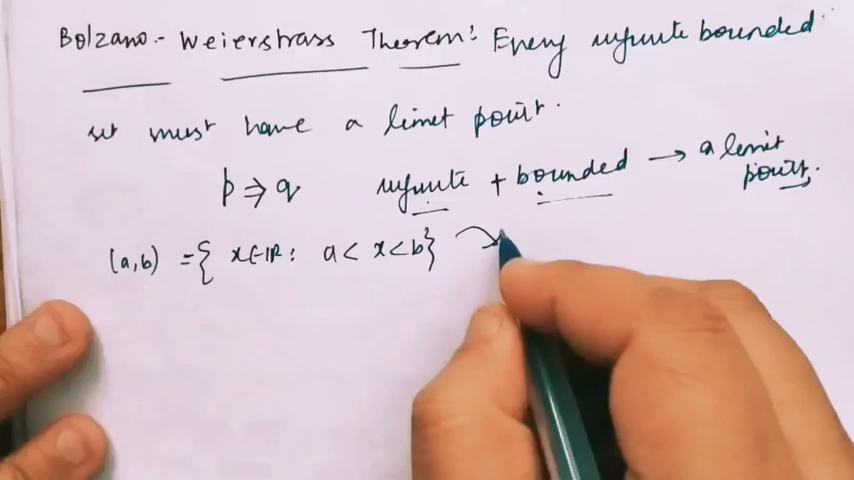 Bolzano - Weierstrass Theorem: Every infinite bounded
set must have a limit point.
p ⇒ q infinite + bounded → a limit point.
(a,b) = { x∈ℝ : a < x < b}